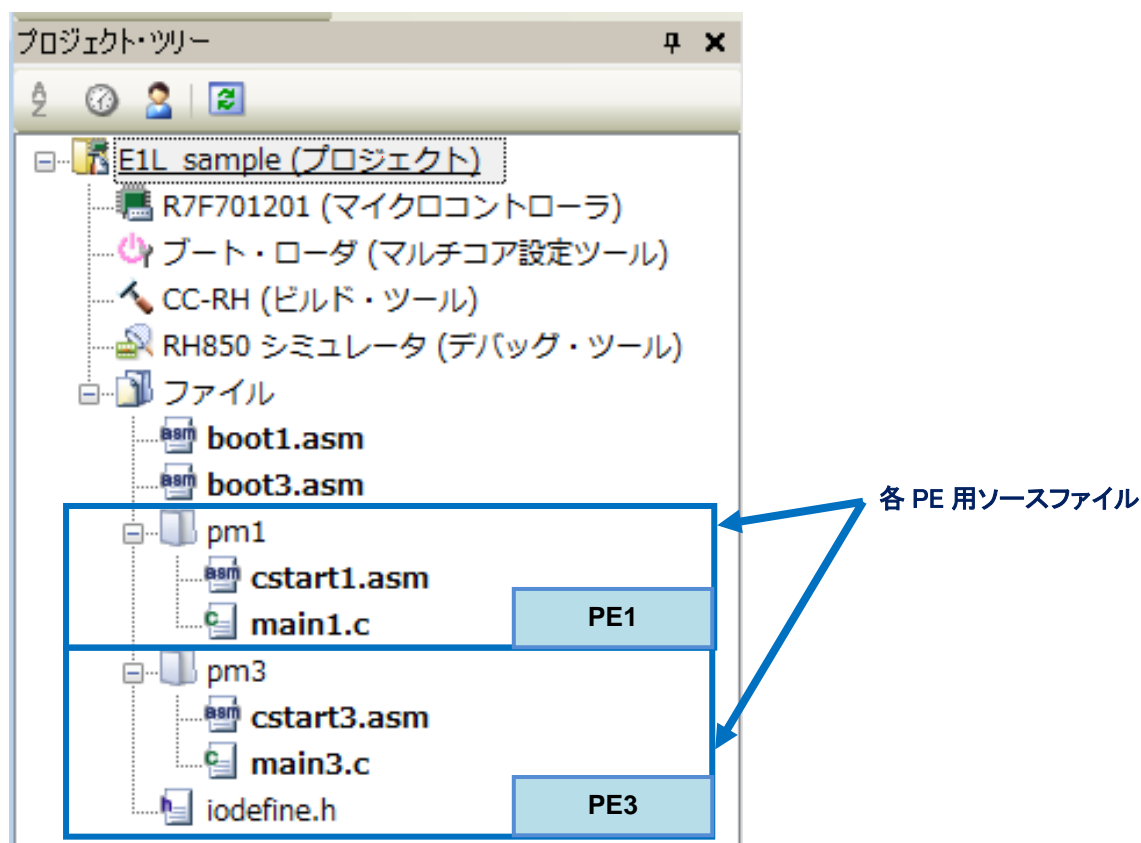 プロジェクト・ツリー
E1L_sample (プロジェクト)
R7F701201 (マイクロコントローラ)
ブート・ローダ (マルチコア設定ツール)
CC-RH (ビルド・ツール)
RH850 シミュレータ (デバッグ・ツール)
ファイル
boot1.asm
boot3.asm
各 PE 用ソースファイル
pm1
cstart1.asm
main1.c
PE1
pm3
cstart3.asm
main3.c
iodefine.h
PE3